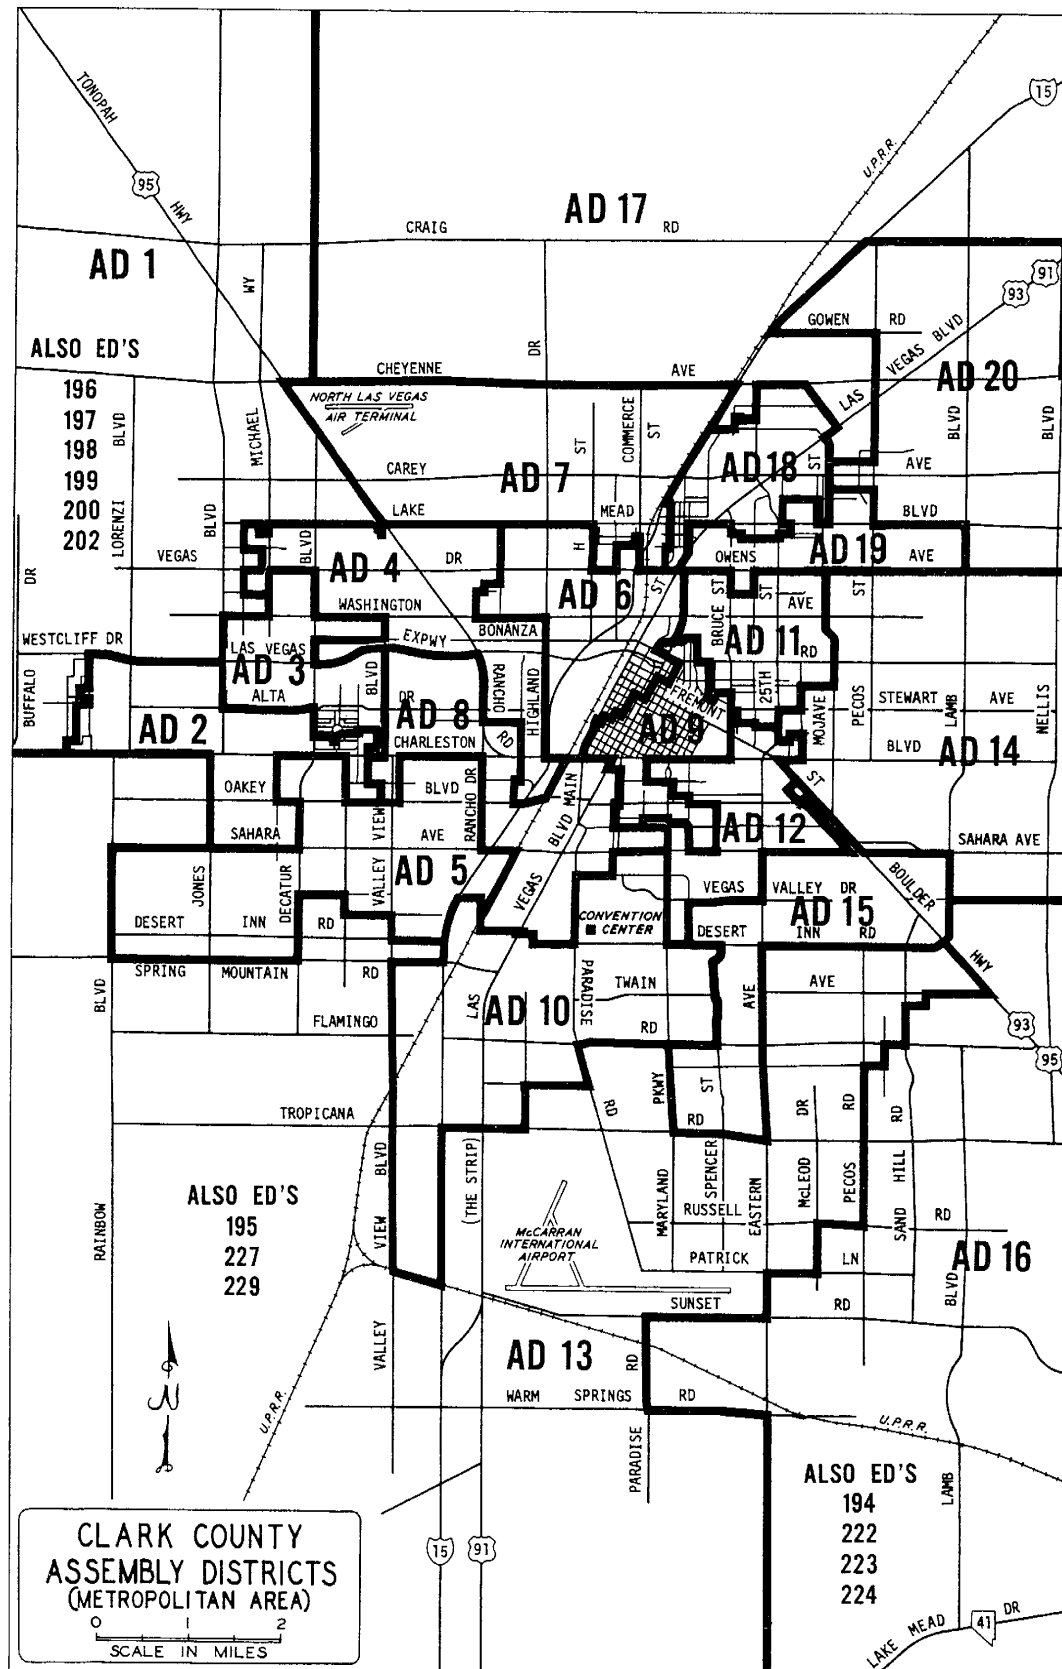 TONOPAH
95
HWY
15
U.P.R.R.
AD 17
CRAIG RD
AD 1
WY
91
93
GOWEN RD
ALSO ED'S
196
197
198
199
200
202
DR
LAS VEGAS BLVD
CHEYENNE AVE
AD 20
NORTH LAS VEGAS
AIR TERMINAL
BLVD
MICHAEL
ST
COMMERCE
ST
BLVD
BLVD
CAREY
AD 7
AD 18
ST
AVE
LORENZI
BLVD
LAKE
MEAD
BLVD
VEGAS
BLVD
DR
H
OWENS
AD 19
AVE
DR
AD 4
AD 6
ST
ST
ST
WASHINGTON
BRUCE
AVE
WESTCLIFF DR
LAS VEGAS
EXPWY
BONANZA
AD 11
RD
AD 3
BUFFALO
ALTA
BLVD
DR
RANCHO
HIGHLAND
FREMONT
25TH
MOJAVE
PECOS
STEWART
LAMB
AVE
NELLIS
AD 2
AD 8
CHARLESTON
RD
AD 9
BLVD
AD 14
OAKEY
BLVD
RANCHO DR
MAIN
ST
SAHARA
VIEW
AVE
BLVD
AD 12
SAHARA AVE
JONES
DECATUR
VALLEY
AD 5
VEGAS
VEGAS
VALLEY DR
BOULDER
DESERT
INN
RD
CONVENTION
CENTER
DESERT
AD 15
INN RD
SPRING
MOUNTAIN
RD
HWY
BLVD
LAS
PARADISE
TWAIN
AVE
AVE
FLAMINGO
AD 10
RD
93
95
TROPICANA
RD
PKWY
ST
RD
DR
RD
RD
BLVD
(THE STRIP)
ALSO ED'S
195
227
229
RAINBOW
VIEW
McCARRAN
INTERNATIONAL
AIRPORT
MARYLAND
SPENCER
RUSSELL
EASTERN
McLEOD
PECOS
SAND
HILL
RD
PATRICK
LN
AD 16
SUNSET
RD
BLVD
VALLEY
AD 13
RD
N
WARM SPRINGS RD
U.P.R.R.
U.P.R.R.
PARADISE
ALSO ED'S
194
222
223
224
LAMB
15
91
CLARK COUNTY
ASSEMBLY DISTRICTS
(METROPOLITAN AREA)
0 1 2
SCALE IN MILES
LAKE MEAD
41
DR